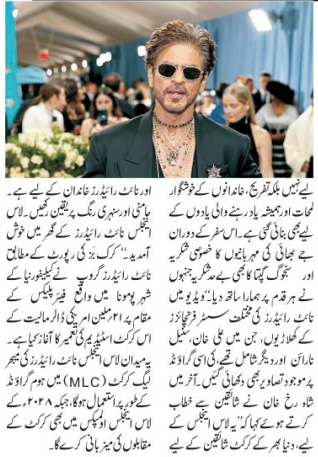 لیے نہیں بلکہ تفریح، خاندانوں کے خوشگوار
لمحات اور ہمیشہ یاد رہنے والی یادوں کے
لیے بھی بنائی گئی ہے۔ اس سفر کے دوران
جے بھائی کی مہربانیوں کا خصوصی شکریہ
اور سنجوگ گپتا کا بھی بے حد شکریہ جنہوں
نے ہر قدم پر ہمارا ساتھ دیا۔“ ویڈیو میں
نائٹ رائیڈرز کی مختلف سسٹر فرنچائزز
کے کھلاڑیوں، جن میں علی خان، سنیل
نارائن اور دیگر شامل تھے، کی اسی گراؤنڈ
پر موجود تصاویر بھی دکھائی گئیں۔ آخر میں
شاہ رخ خان نے شائقین سے خطاب
کرتے ہوئے کہا کہ ”یہ لاس اینجلس کے
لیے، دنیا بھر کے کرکٹ شائقین کے لیے
اور نائٹ رائیڈرز خاندان کے لیے ہے۔
جامنی اور سنہری رنگ پر یقین رکھیں۔ لاس
اینجلس نائٹ رائیڈرز کے گھر میں خوش
آمدید۔“ کرک بز کی رپورٹ کے مطابق
نائٹ رائیڈرز گروپ نے کیلیفورنیا کے
شہر پومونا میں واقع فیئرپلیکس کے
مقام پر ۲۱ ملین امریکی ڈالر مالیت کے
اس کرکٹ اسٹیڈیم کی تعمیر کا آغاز کیا ہے۔
یہ میدان لاس اینجلس نائٹ رائیڈرز کی میجر
لیگ کرکٹ (MLC) میں ہوم گراؤنڈ
کے طور پر استعمال ہوگا، جبکہ ۲۰۲۸ء کے
لاس اینجلس اولمپکس میں بھی کرکٹ کے
مقابلوں کی میزبانی کرے گا۔